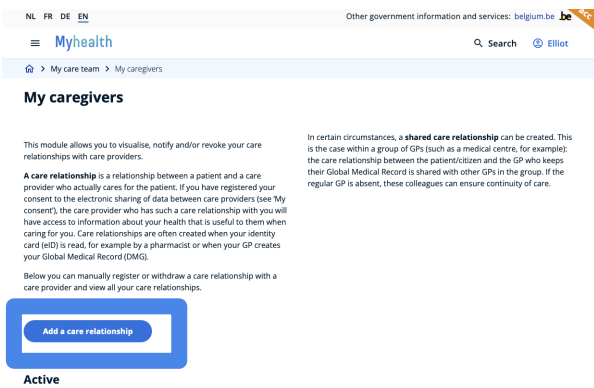 NL FR DE EN
Other government information and services: belgium.be .be
acc
Myhealth
Search
Elliot
> My care team > My caregivers
My caregivers
This module allows you to visualise, notify and/or revoke your care
relationships with care providers.
A care relationship is a relationship between a patient and a care
provider who actually cares for the patient. If you have registered your
consent to the electronic sharing of data between care providers (see 'My
consent'), the care provider who has such a care relationship with you will
have access to information about your health that is useful to them when
caring for you. Care relationships are often created when your identity
card (eID) is read, for example by a pharmacist or when your GP creates
your Global Medical Record (DMG).
Below you can manually register or withdraw a care relationship with a
care provider and view all your care relationships.
In certain circumstances, a shared care relationship can be created. This
is the case within a group of GPs (such as a medical centre, for example):
the care relationship between the patient/citizen and the GP who keeps
their Global Medical Record is shared with other GPs in the group. If the
regular GP is absent, these colleagues can ensure continuity of care.
Add a care relationship
Active